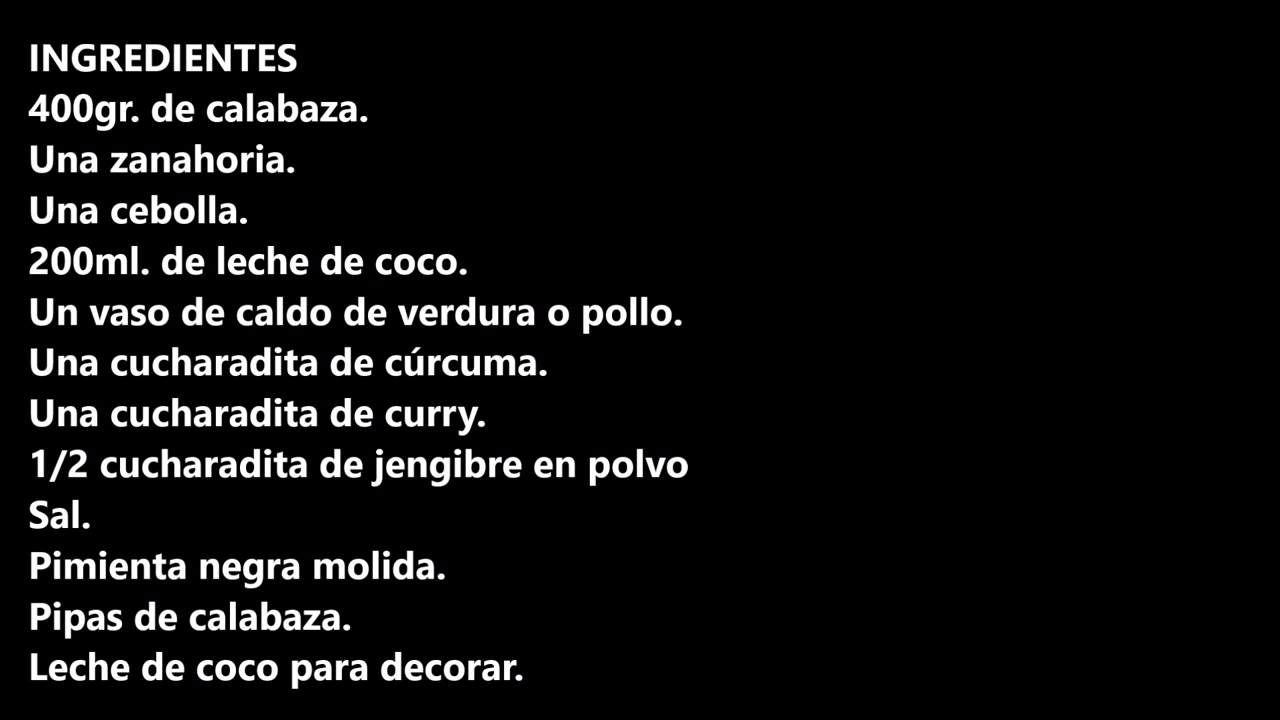 INGREDIENTES
400gr. de calabaza.
Una zanahoria.
Una cebolla.
200ml. de leche de coco.
Un vaso de caldo de verdura o pollo.
Una cucharadita de cúrcuma.
Una cucharadita de curry.
1/2 cucharadita de jengibre en polvo
Sal.
Pimienta negra molida.
Pipas de calabaza.
Leche de coco para decorar.